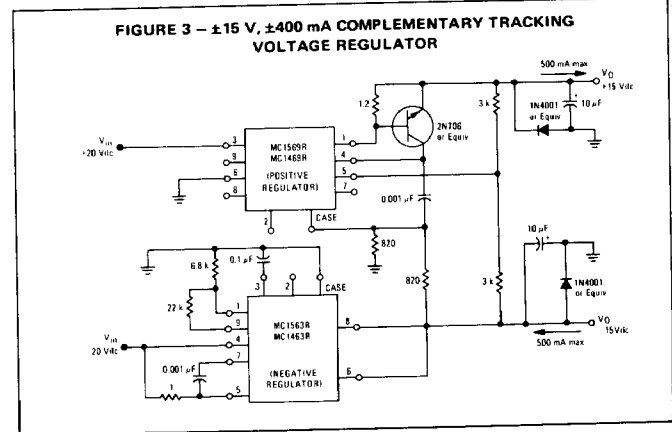 FIGURE 3 – ±15 V, ±400 mA COMPLEMENTARY TRACKING
VOLTAGE REGULATOR
500 mA max
VO
+15 Vdc
1.2
2N706
or Equiv
3 k
1N4001
or Equiv
+
10 µF
Vin
+20 Vdc
3
9
6
8
MC1569R
MC1469R
(POSITIVE
REGULATOR)
1
4
5
7
2
CASE
0.001 µF
820
820
3 k
10 µF
+
1N4001
or Equiv
6.8 k
0.1 µF
3
2
CASE
22 k
1
9
4
7
5
MC1563R
MC1463R
(NEGATIVE
REGULATOR)
8
6
Vin
20 Vdc
0.001 µF
1
VO
15 Vdc
500 mA max